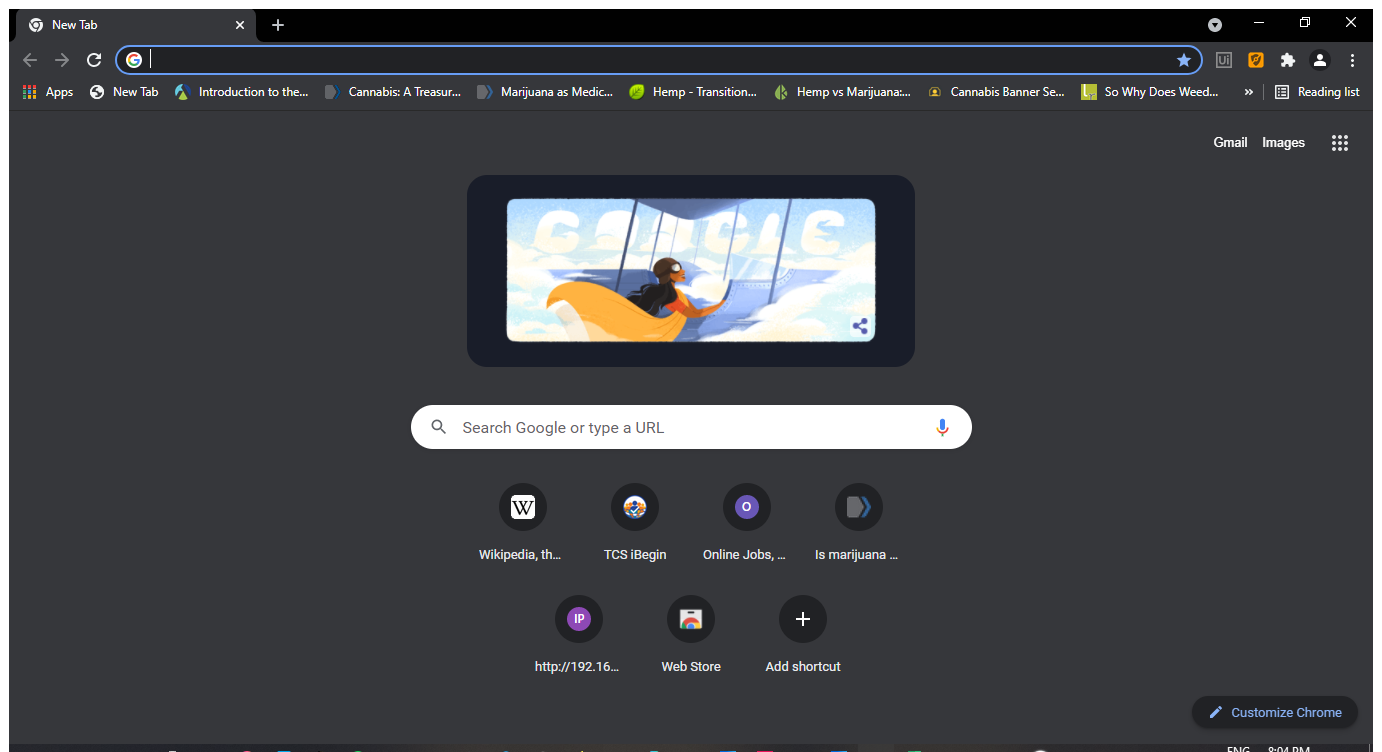 New Tab
Apps New Tab Introduction to the... Cannabis: A Treasur... Marijuana as Medic... Hemp - Transition... Hemp vs Marijuana:... Cannabis Banner Se... So Why Does Weed... » Reading list
Gmail Images
GOOGLE
Search Google or type a URL
Wikipedia, th... TCS iBegin Online Jobs, ... Is marijuana ...
http://192.16... Web Store Add shortcut
Customize Chrome
ENG 8:04 PM